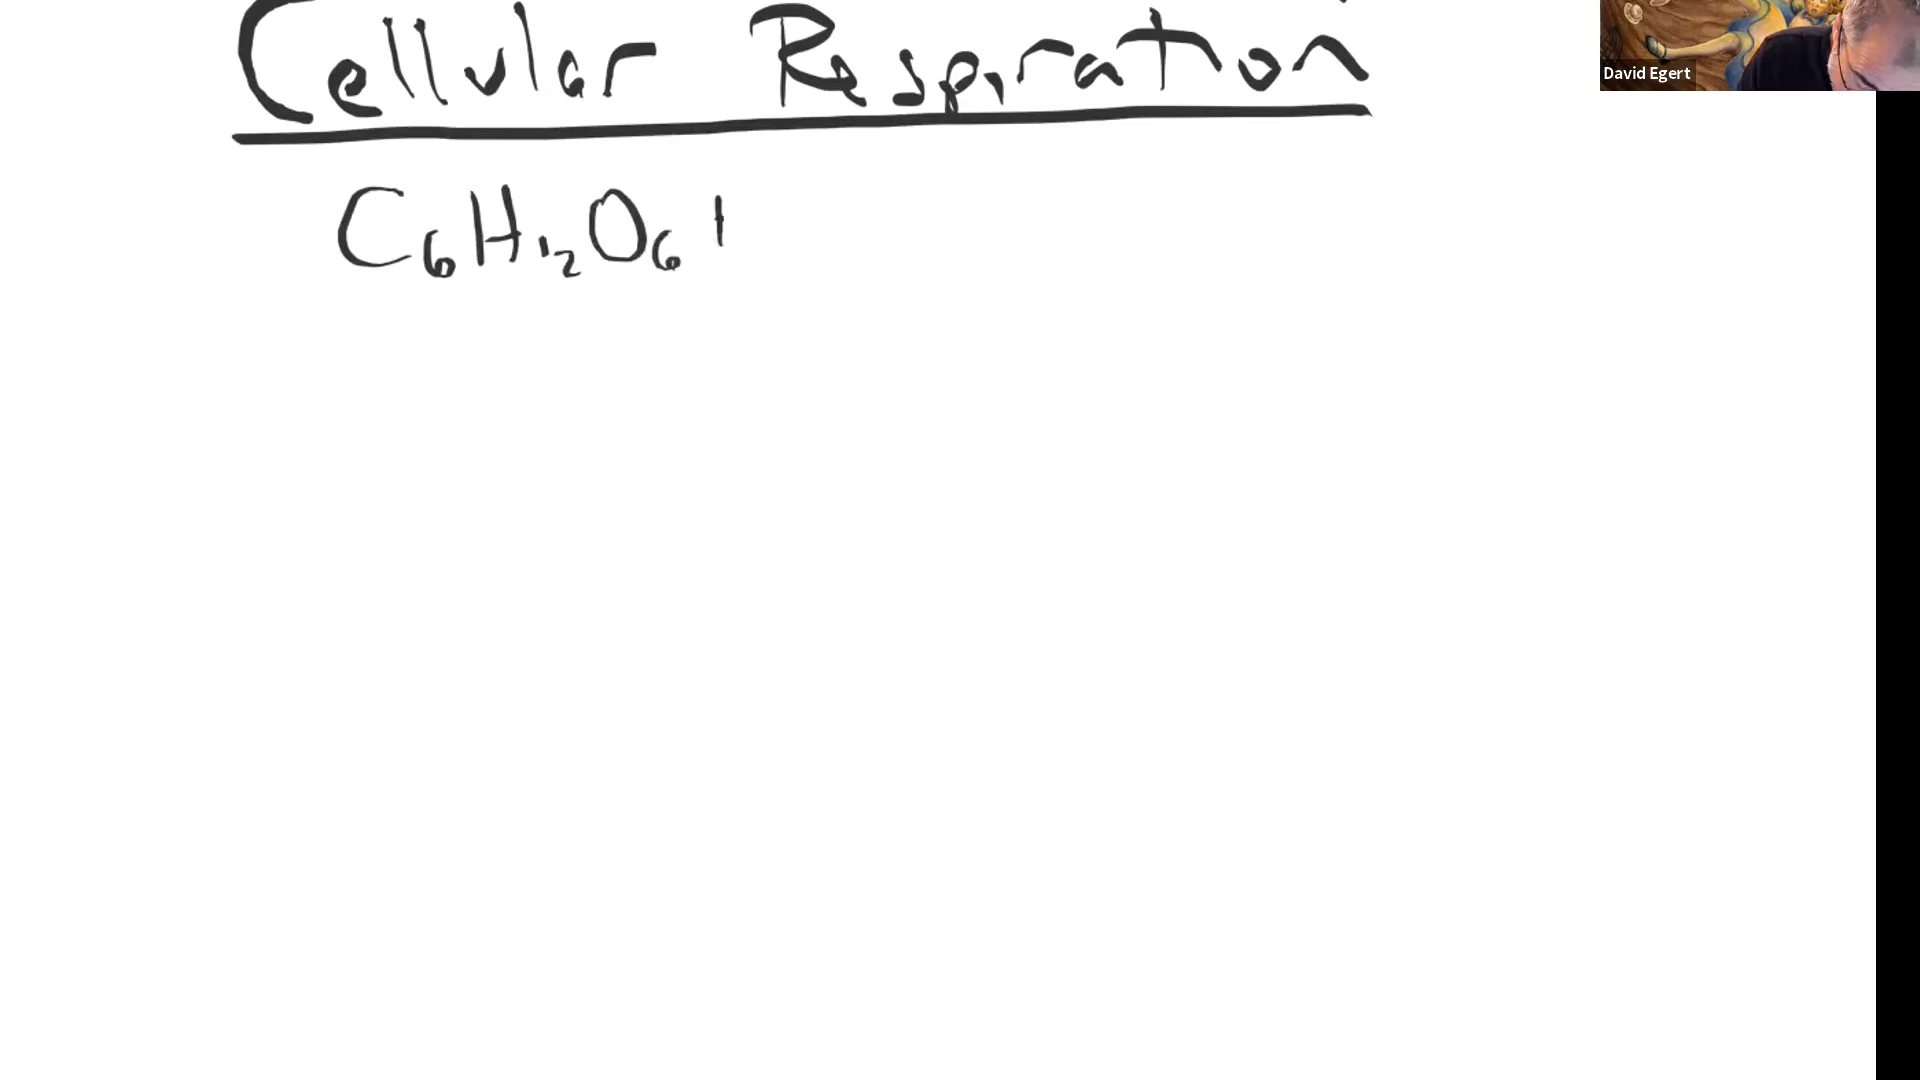 Cellular Respiration
David Egert
C₆H₁₂O₆ I